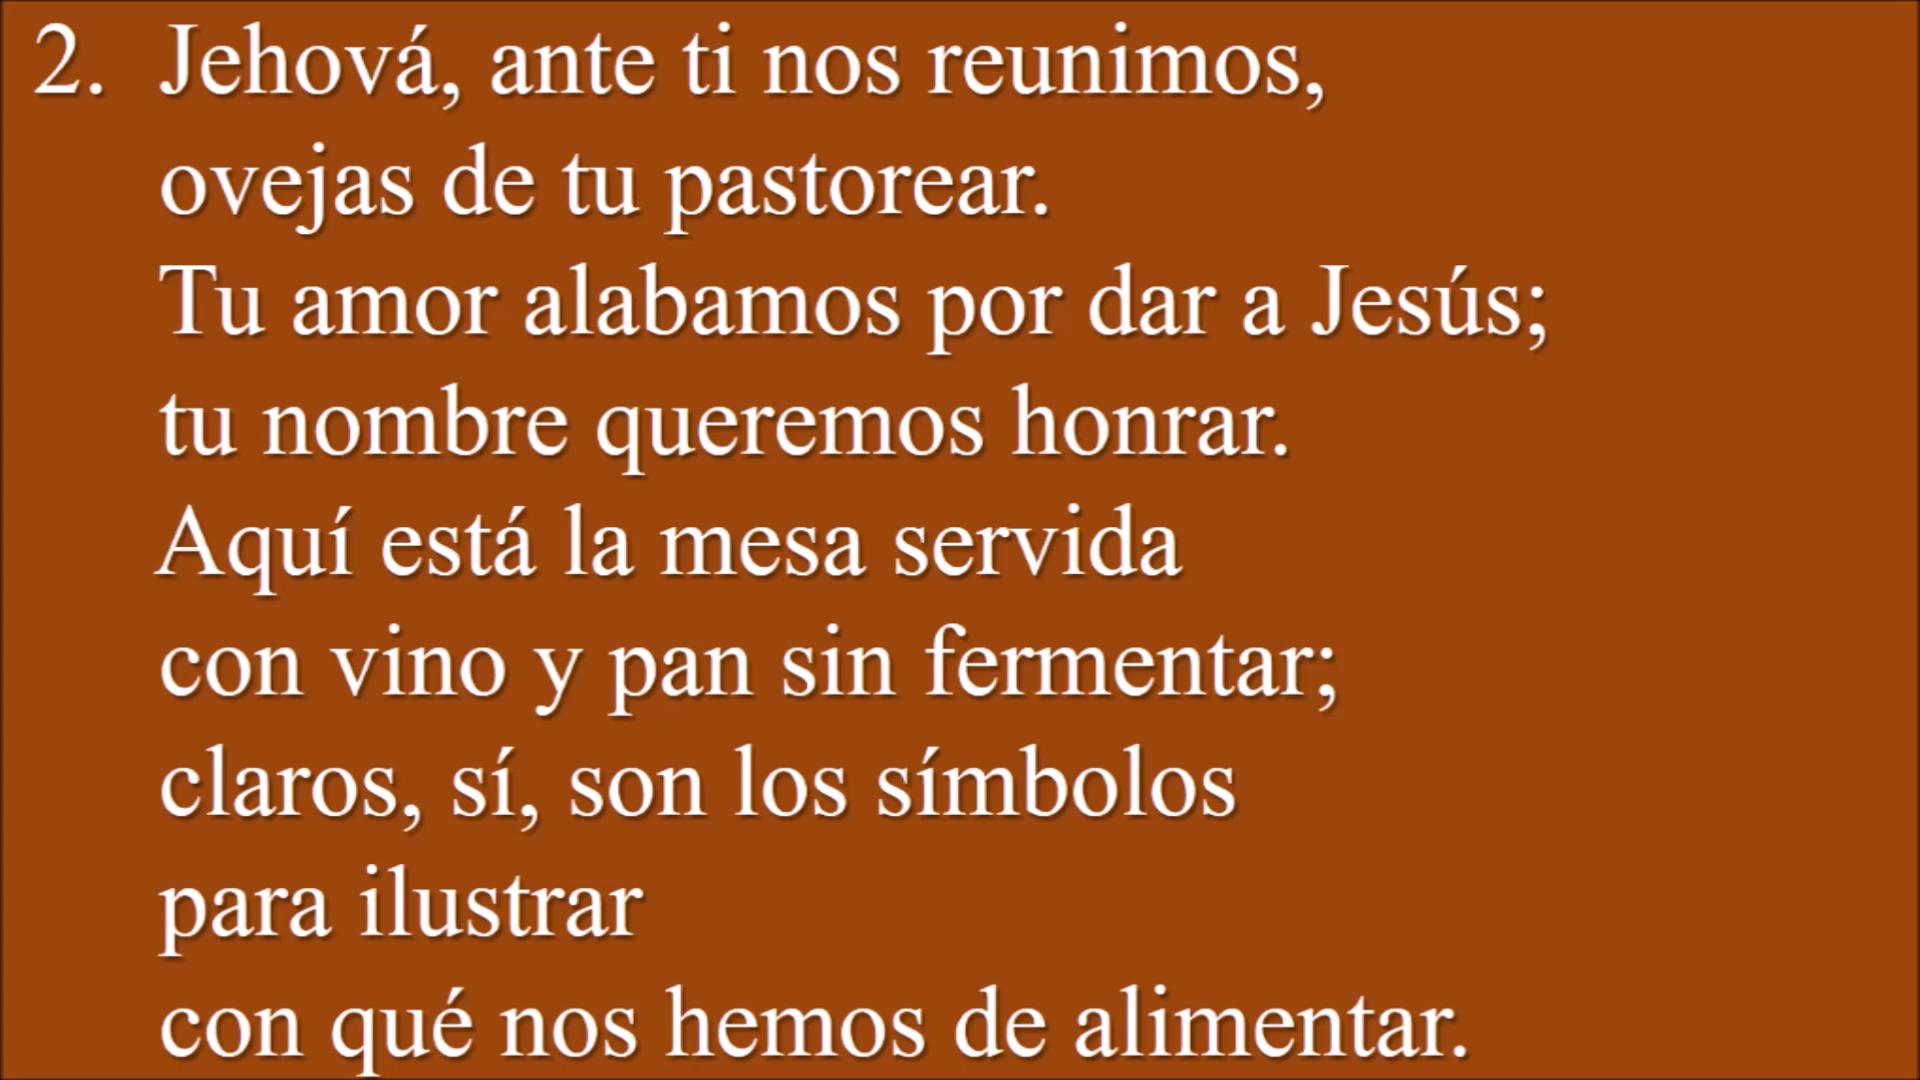 2. Jehová, ante ti nos reunimos,
ovejas de tu pastorear.
Tu amor alabamos por dar a Jesús;
tu nombre queremos honrar.
Aquí está la mesa servida
con vino y pan sin fermentar;
claros, sí, son los símbolos
para ilustrar
con qué nos hemos de alimentar.